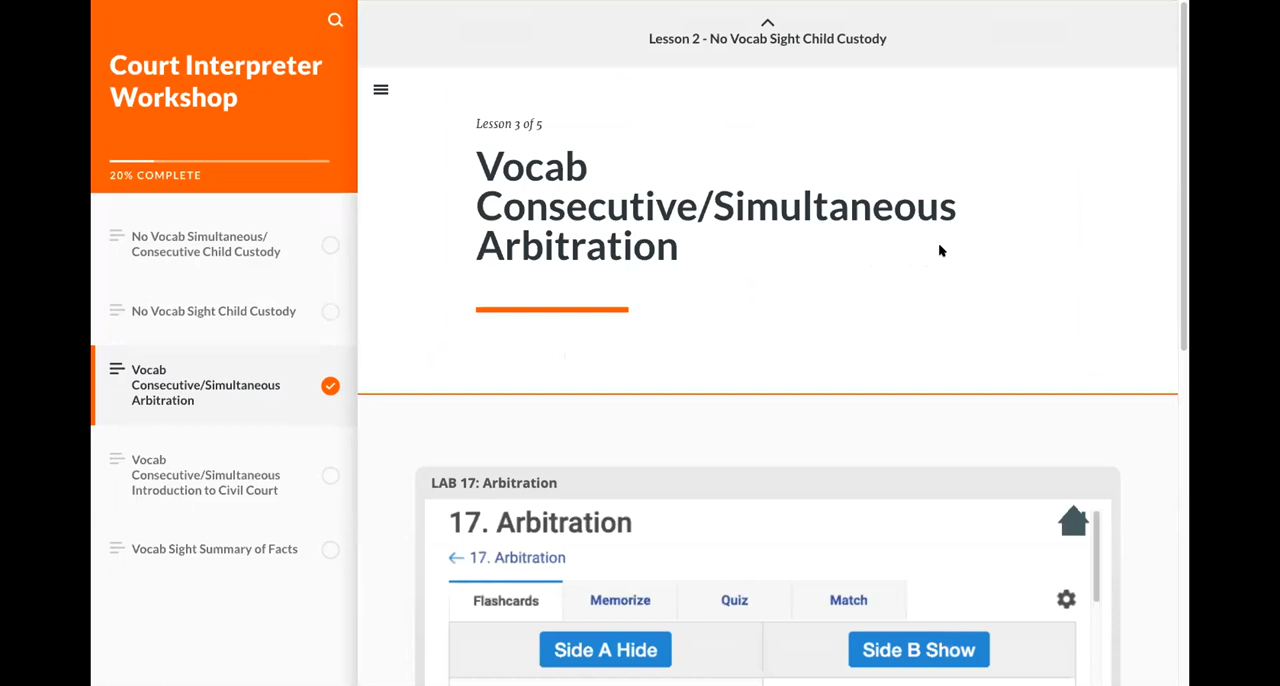 Court Interpreter
Workshop
20% COMPLETE
No Vocab Simultaneous/
Consecutive Child Custody
No Vocab Sight Child Custody
Vocab
Consecutive/Simultaneous
Arbitration
Vocab
Consecutive/Simultaneous
Introduction to Civil Court
Vocab Sight Summary of Facts
Lesson 2 - No Vocab Sight Child Custody
Lesson 3 of 5
Vocab
Consecutive/Simultaneous
Arbitration
LAB 17: Arbitration
17. Arbitration
← 17. Arbitration
Flashcards Memorize Quiz Match
Side A Hide Side B Show